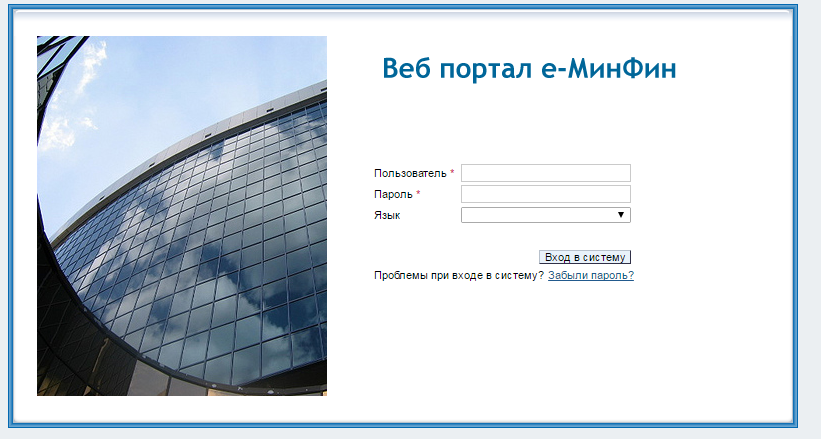 Веб портал е-МинФин
Пользователь *
Пароль *
Язык
Вход в систему
Проблемы при входе в систему? Забыли пароль?